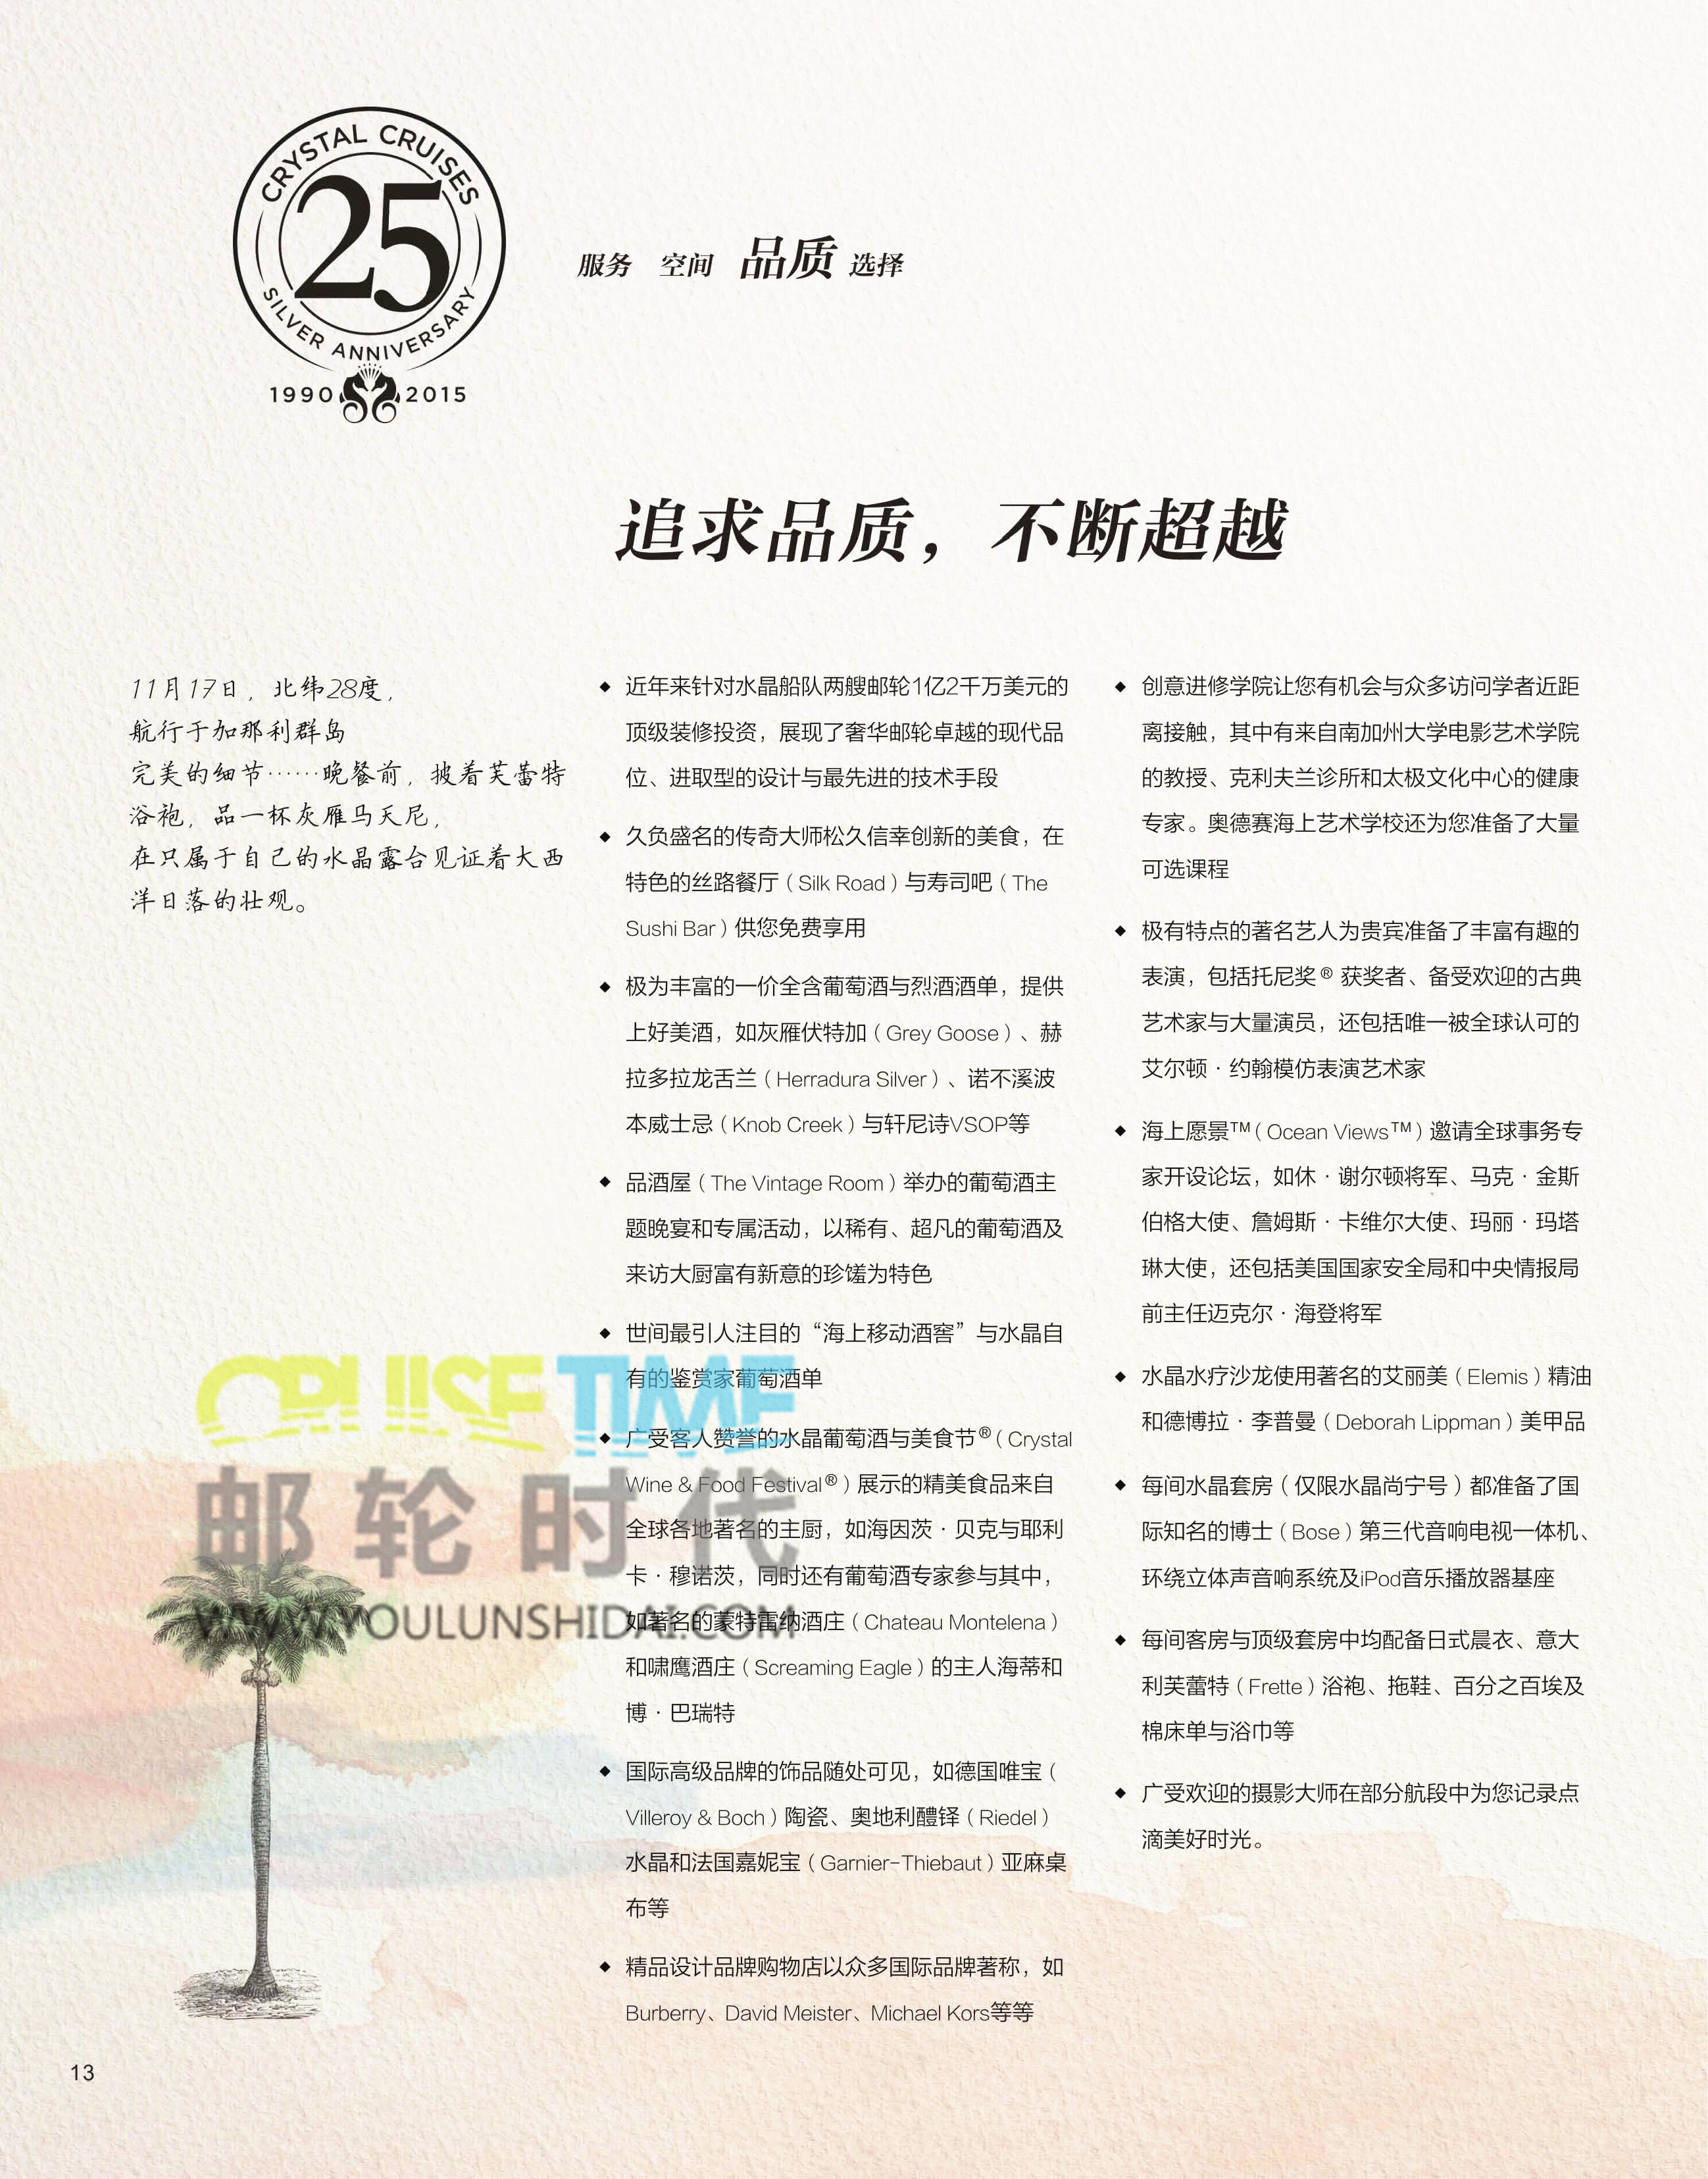 CRYSTAL CRUISES
25
SILVER ANNIVERSARY
1990 2015
服务 空间 品质 选择
追求品质，不断超越
11月17日，北纬28度，
航行于加那利群岛
完美的细节……晚餐前，披着芙蕾特
浴袍，品一杯灰雁马天尼，
在只属于自己的水晶露台见证着大西
洋日落的壮观。
◆ 近年来针对水晶船队两艘邮轮1亿2千万美元的
顶级装修投资，展现了奢华邮轮卓越的现代品
位、进取型的设计与最先进的技术手段
◆ 久负盛名的传奇大师松久信幸创新的美食，在
特色的丝路餐厅（Silk Road）与寿司吧（The
Sushi Bar）供您免费享用
◆ 极为丰富的一价全含葡萄酒与烈酒酒单，提供
上好美酒，如灰雁伏特加（Grey Goose）、赫
拉多拉龙舌兰（Herradura Silver）、诺不溪波
本威士忌（Knob Creek）与轩尼诗VSOP等
◆ 品酒屋（The Vintage Room）举办的葡萄酒主
题晚宴和专属活动，以稀有、超凡的葡萄酒及
来访大厨富有新意的珍馐为特色
◆ 世间最引人注目的“海上移动酒窖”与水晶自
有的鉴赏家葡萄酒单
◆ 广受客人赞誉的水晶葡萄酒与美食节®（Crystal
Wine & Food Festival®）展示的精美食品来自
全球各地著名的主厨，如海因茨·贝克与耶利
卡·穆诺茨，同时还有葡萄酒专家参与其中，
如著名的蒙特雷纳酒庄（Chateau Montelena）
和啸鹰酒庄（Screaming Eagle）的主人海蒂和
博·巴瑞特
◆ 国际高级品牌的饰品随处可见，如德国唯宝（
Villeroy & Boch）陶瓷、奥地利醴铎（Riedel）
水晶和法国嘉妮宝（Garnier-Thiebaut）亚麻桌
布等
◆ 精品设计品牌购物店以众多国际品牌著称，如
Burberry、David Meister、Michael Kors等等
◆ 创意进修学院让您有机会与众多访问学者近距
离接触，其中有来自南加州大学电影艺术学院
的教授、克利夫兰诊所和太极文化中心的健康
专家。奥德赛海上艺术学校还为您准备了大量
可选课程
◆ 极有特点的著名艺人为贵宾准备了丰富有趣的
表演，包括托尼奖® 获奖者、备受欢迎的古典
艺术家与大量演员，还包括唯一被全球认可的
艾尔顿·约翰模仿表演艺术家
◆ 海上愿景™（Ocean Views™）邀请全球事务专
家开设论坛，如休·谢尔顿将军、马克·金斯
伯格大使、詹姆斯·卡维尔大使、玛丽·玛塔
琳大使，还包括美国国家安全局和中央情报局
前主任迈克尔·海登将军
◆ 水晶水疗沙龙使用著名的艾丽美（Elemis）精油
和德博拉·李普曼（Deborah Lippman）美甲品
◆ 每间水晶套房（仅限水晶尚宁号）都准备了国
际知名的博士（Bose）第三代音响电视一体机、
环绕立体声音响系统及iPod音乐播放器基座
◆ 每间客房与顶级套房中均配备日式晨衣、意大
利芙蕾特（Frette）浴袍、拖鞋、百分之百埃及
棉床单与浴巾等
◆ 广受欢迎的摄影大师在部分航段中为您记录点
滴美好时光。
CRUISE TIME
邮轮时代
WWW.YOULUNSHIDAI.COM
13